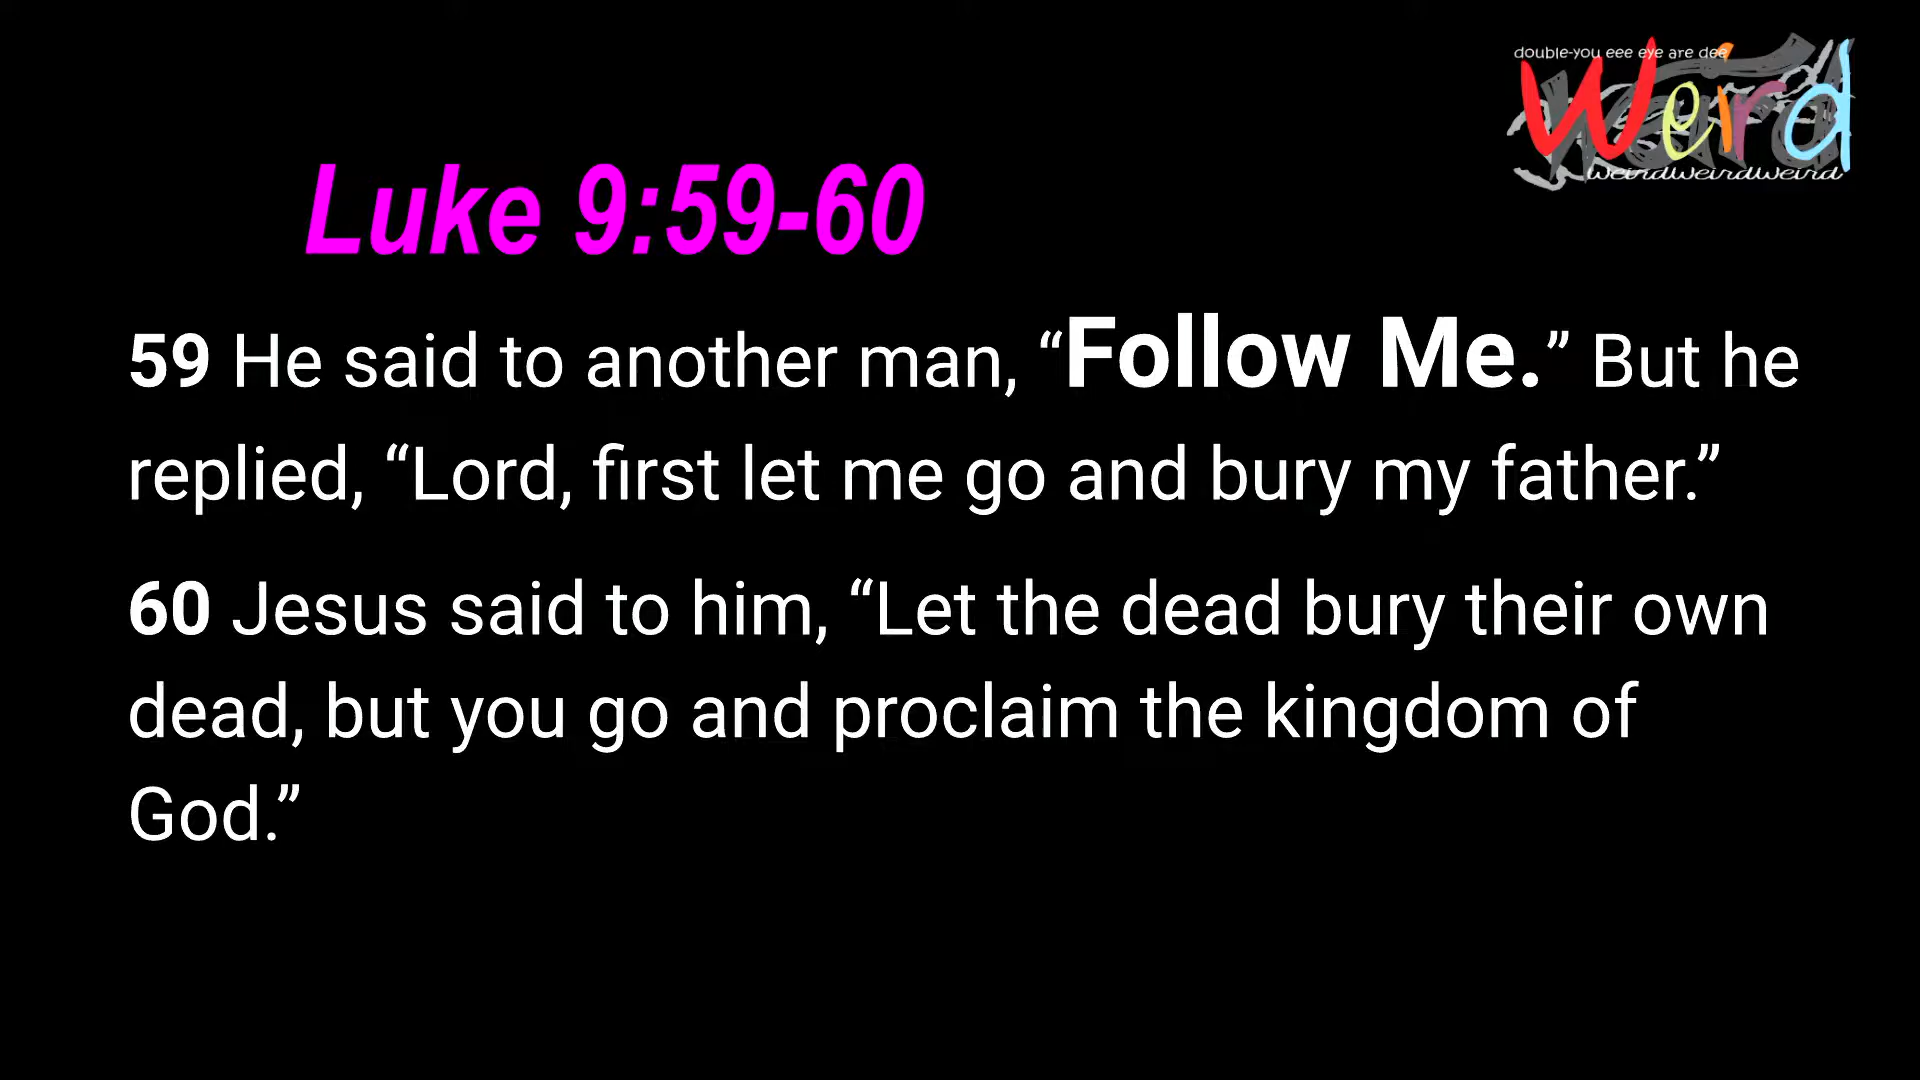 double-you eee eye are dee
Weird
weirdweirdweird
Luke 9:59-60
59 He said to another man, “Follow Me.” But he
replied, “Lord, first let me go and bury my father.”
60 Jesus said to him, “Let the dead bury their own
dead, but you go and proclaim the kingdom of
God.”